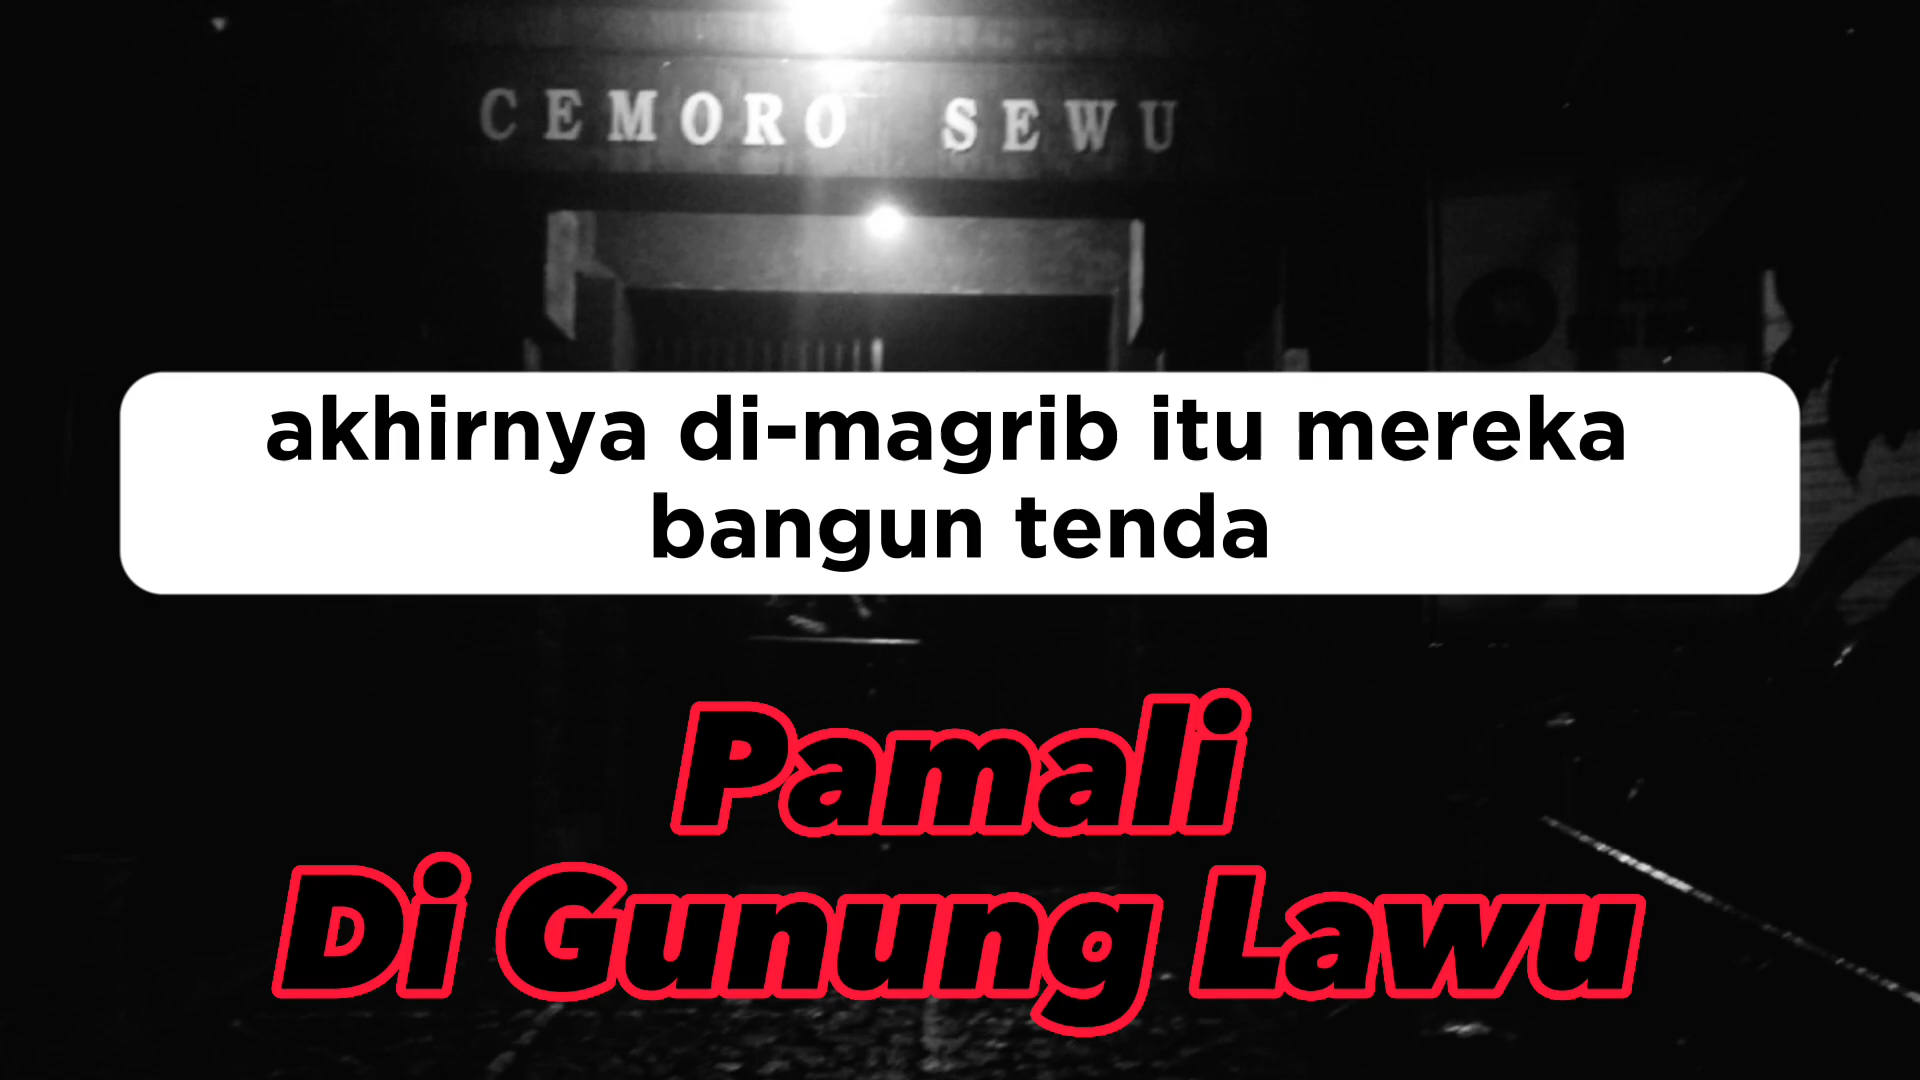 CEMORO SEWU
akhirnya di-magrib itu mereka
bangun tenda
Pamali
Di Gunung Lawu